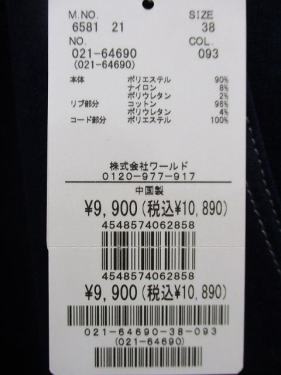 M.NO. SIZE
6581 21 38
NO. COL.
021-64690 093
(021-64690)
本体 ポリエステル 90%
ナイロン 8%
ポリウレタン 2%
リブ部分 コットン 96%
ポリウレタン 4%
コード部分 ポリエステル 100%
株式会社ワールド
0120-977-917
中国製
¥9,900(税込¥10,890)
4548574062858
4548574062858
¥9,900(税込¥10,890)
021-64690-38-093
(021-64690)